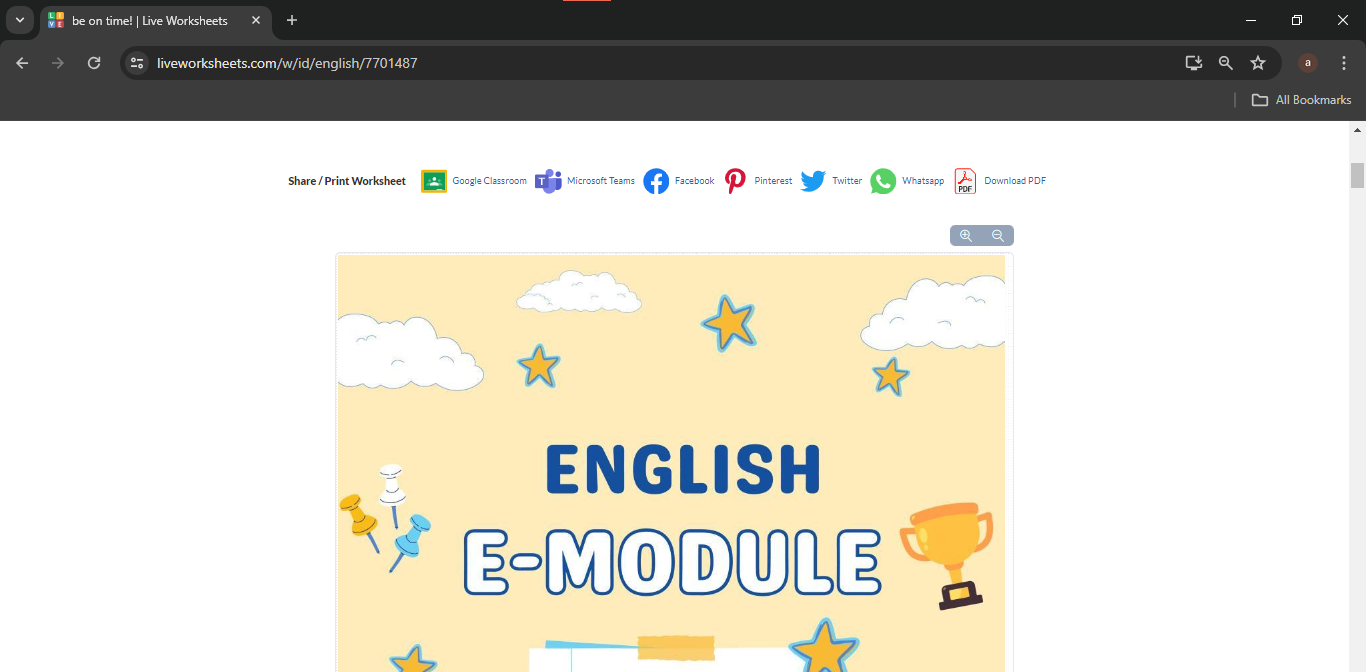 be on time! | Live Worksheets
liveworksheets.com/w/id/english/7701487
a
All Bookmarks
Share / Print Worksheet Google Classroom Microsoft Teams Facebook Pinterest Twitter Whatsapp PDF Download PDF
ENGLISH
E-MODULE